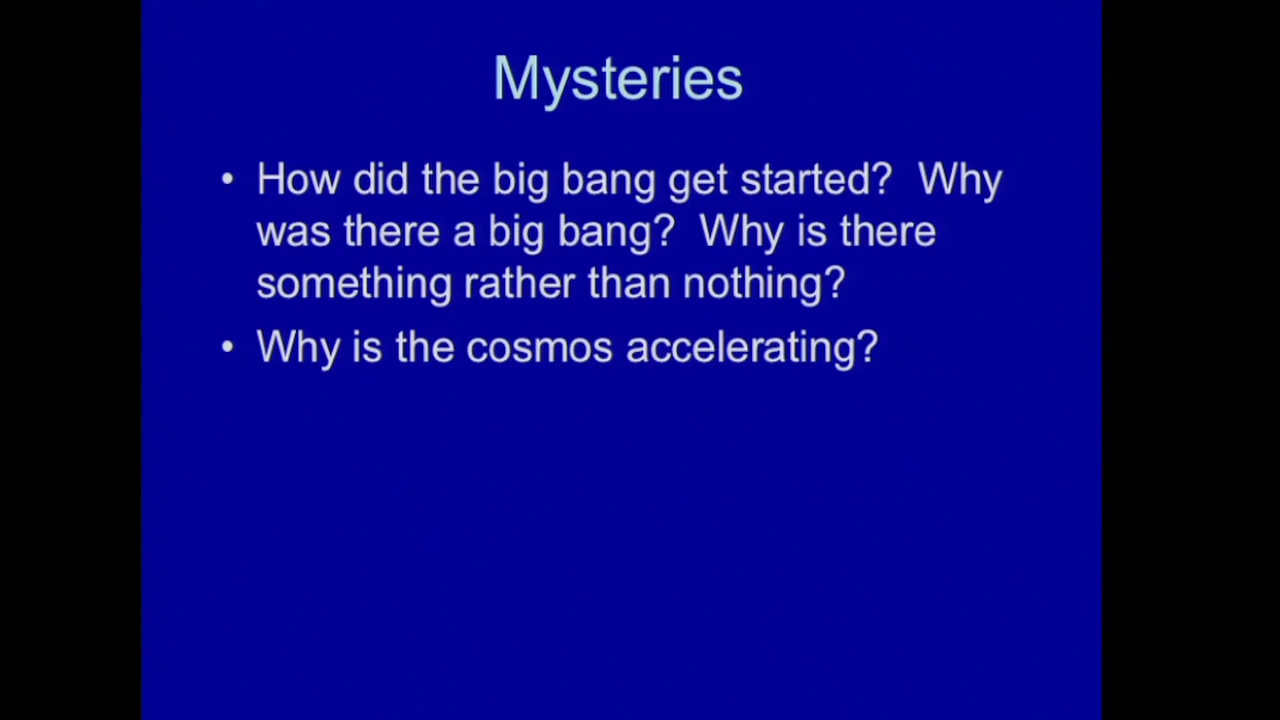 Mysteries
• How did the big bang get started?  Why
was there a big bang?  Why is there
something rather than nothing?
• Why is the cosmos accelerating?